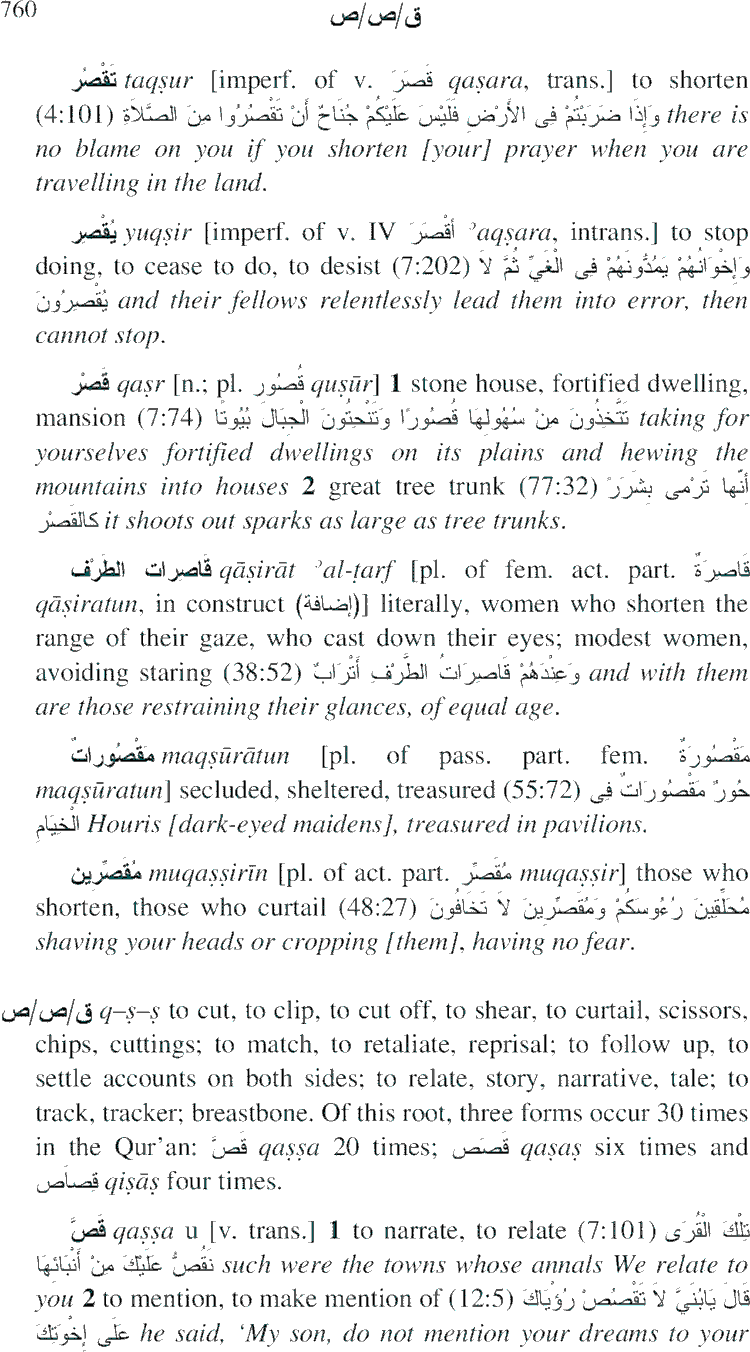 760
ق/ص/ص
تَقْصُر taqṣur [imperf. of v. قَصَرَ qaṣara, trans.] to shorten
(4:101) وَإِذَا ضَرَبْتُمْ فِى الأَرْضِ فَلَيْسَ عَلَيْكُمْ جُنَاحٌ أَنْ تَقْصُرُوا مِنَ الصَّلَاةِ there is
no blame on you if you shorten [your] prayer when you are
travelling in the land.
يُقْصِر yuqṣir [imperf. of v. IV أَقْصَرَ ʾaqṣara, intrans.] to stop
doing, to cease to do, to desist (7:202) وَإِخْوَانُهُمْ يَمُدُّونَهُمْ فِى الْغَيِّ ثُمَّ لَا
يُقْصِرُونَ and their fellows relentlessly lead them into error, then
cannot stop.
قَصْر qaṣr [n.; pl. قُصُور quṣūr] 1 stone house, fortified dwelling,
mansion (7:74) تَتَّخِذُونَ مِنْ سُهُولِهَا قُصُورًا وَتَنْحِتُونَ الْجِبَالَ بُيُوتًا taking for
yourselves fortified dwellings on its plains and hewing the
mountains into houses 2 great tree trunk (77:32) أَنَّها تَرْمى بِشَرَرَ
كالقَصْر it shoots out sparks as large as tree trunks.
قَاصِرات الطَرْف qāṣirāt ʾal-ṭarf [pl. of fem. act. part. قَاصِرَةٌ
qāṣiratun, in construct (إضافة)] literally, women who shorten the
range of their gaze, who cast down their eyes; modest women,
avoiding staring (38:52) وَعِنْدَهُمْ قَاصِرَاتُ الطَّرْفِ أَتْرَابٌ and with them
are those restraining their glances, of equal age.
مَقْصُورَاتٌ maqṣūrātun [pl. of pass. part. fem. مَقْصُورَةٌ
maqṣūratun] secluded, sheltered, treasured (55:72) حُورٌ مَقْصُورَاتٌ فِى
الْخِيَامِ Houris [dark-eyed maidens], treasured in pavilions.
مُقَصِّرِين muqaṣṣirīn [pl. of act. part. مُقَصِّر muqaṣṣir] those who
shorten, those who curtail (48:27) مُحَلِّقِينَ رُءُوسَكُمْ وَمُقَصِّرِينَ لَا تَخَافُونَ
shaving your heads or cropping [them], having no fear.
ق/ص/ص q–ṣ–ṣ to cut, to clip, to cut off, to shear, to curtail, scissors,
chips, cuttings; to match, to retaliate, reprisal; to follow up, to
settle accounts on both sides; to relate, story, narrative, tale; to
track, tracker; breastbone. Of this root, three forms occur 30 times
in the Qur’an: قَصَّ qaṣṣa 20 times; قَصَص qaṣaṣ six times and
قِصاَص qiṣāṣ four times.
قَصَّ qaṣṣa u [v. trans.] 1 to narrate, to relate (7:101) تِلْكَ الْقُرَى
نَقُصُّ عَلَيْكَ مِنْ أَنْبَائِهَا such were the towns whose annals We relate to
you 2 to mention, to make mention of (12:5) قَالَ يَابُنَيَّ لَا تَقْصُصْ رُؤْيَاكَ
عَلَى إِخْوَتِكَ he said, ‘My son, do not mention your dreams to your